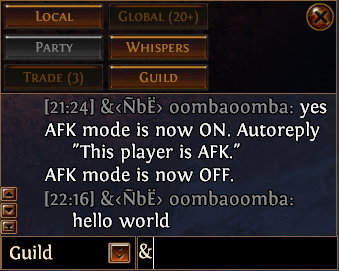 LOCAL
GLOBAL (20+)
PARTY
WHISPERS
TRADE (3)
GUILD
[21:24] &<ÑbË> oombaoomba: yes
AFK mode is now ON. Autoreply
"This player is AFK."
AFK mode is now OFF.
[22:16] &<ÑbË> oombaoomba:
hello world
Guild
&